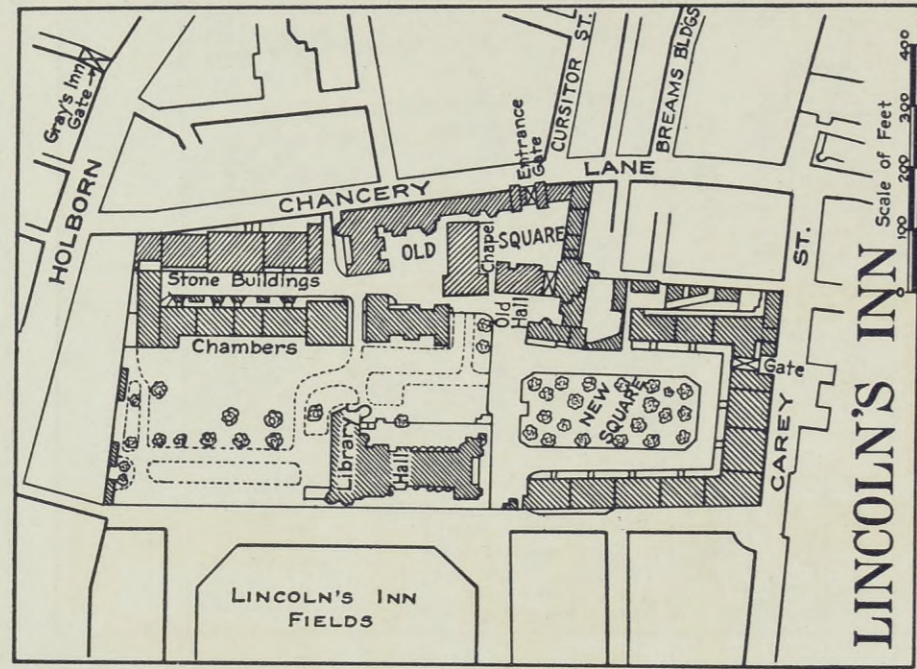 Gray's Inn
Gate
HOLBORN
CHANCERY
LANE
CURSITOR ST.
BREAMS BLDGS
Entrance
Gate
Stone Buildings
OLD
SQUARE
Chapel
Old
Hall
Chambers
Library
Hall
NEW
SQUARE
Gate
CAREY
ST.
LINCOLN'S INN
FIELDS
LINCOLN'S INN
Scale of Feet
0 100 200 300 400